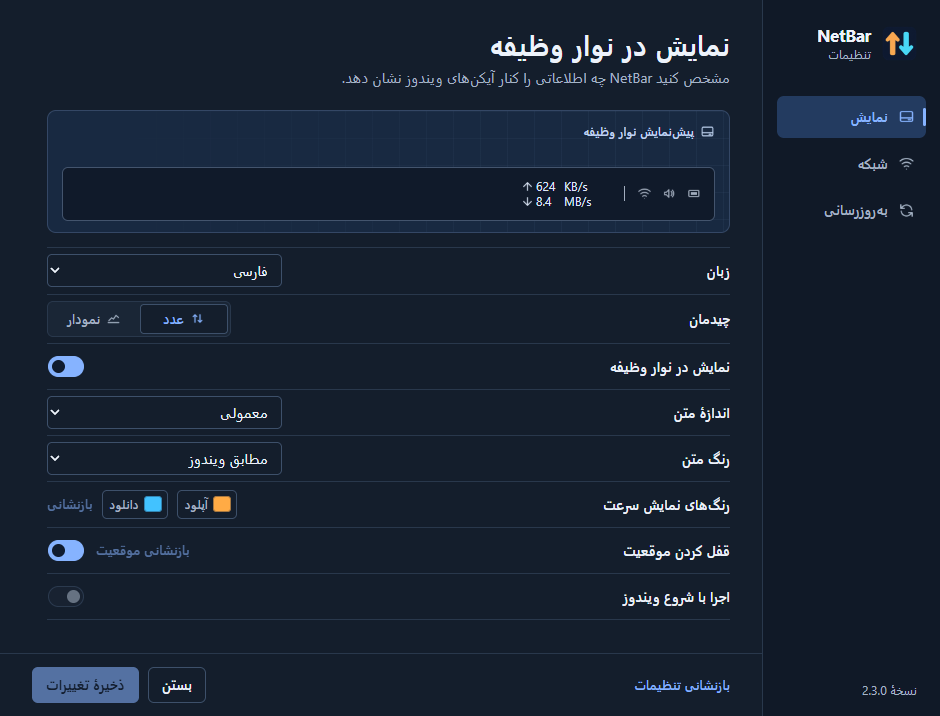 NetBar
تنظیمات
نمایش
شبکه
به‌روزرسانی
نسخهٔ 2.3.0
نمایش در نوار وظیفه
مشخص کنید NetBar چه اطلاعاتی را کنار آیکن‌های ویندوز نشان دهد.
پیش‌نمایش نوار وظیفه
↑ 624 KB/s
↓ 8.4 MB/s
زبان
فارسی
چیدمان
عدد
نمودار
نمایش در نوار وظیفه
اندازهٔ متن
معمولی
رنگ متن
مطابق ویندوز
رنگ‌های نمایش سرعت
آپلود
دانلود
بازنشانی
قفل کردن موقعیت
بازنشانی موقعیت
اجرا با شروع ویندوز
بازنشانی تنظیمات
بستن
ذخیرهٔ تغییرات